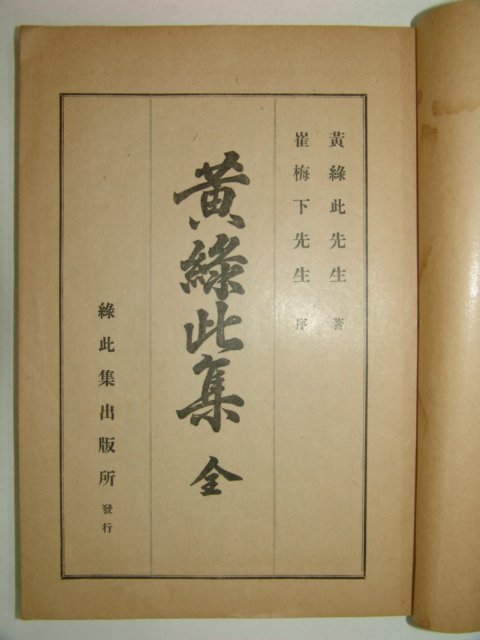 黃綠此先生 著
崔梅下先生 序
黃綠此集 全
綠此集出版所 發行